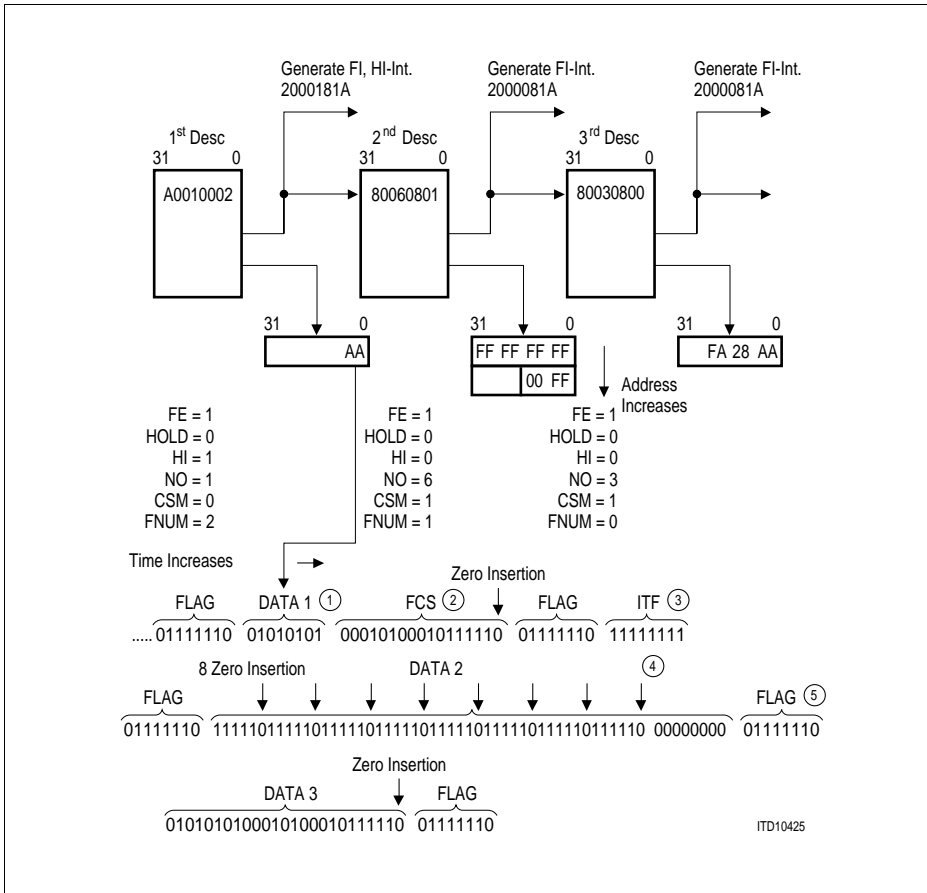 Generate FI, HI-Int.
2000181A
Generate FI-Int.
2000081A
Generate FI-Int.
2000081A
1st Desc
31 0
A0010002
2nd Desc
31 0
80060801
3rd Desc
31 0
80030800
31 0
AA
31 0
FF FF FF FF
00 FF
31 0
FA 28 AA
Address
Increases
FE = 1
HOLD = 0
HI = 1
NO = 1
CSM = 0
FNUM = 2
FE = 1
HOLD = 0
HI = 0
NO = 6
CSM = 1
FNUM = 1
FE = 1
HOLD = 0
HI = 0
NO = 3
CSM = 1
FNUM = 0
Time Increases
Zero Insertion
FLAG DATA 1 1 FCS 2 FLAG ITF 3
..... 01111110 01010101 00010100010111110 01111110 11111111
8 Zero Insertion DATA 2 4
FLAG FLAG 5
01111110 111110111110111110111110111110111110111110111110 00000000 01111110
Zero Insertion
DATA 3 FLAG
0101010100010100010111110 01111110
ITD10425